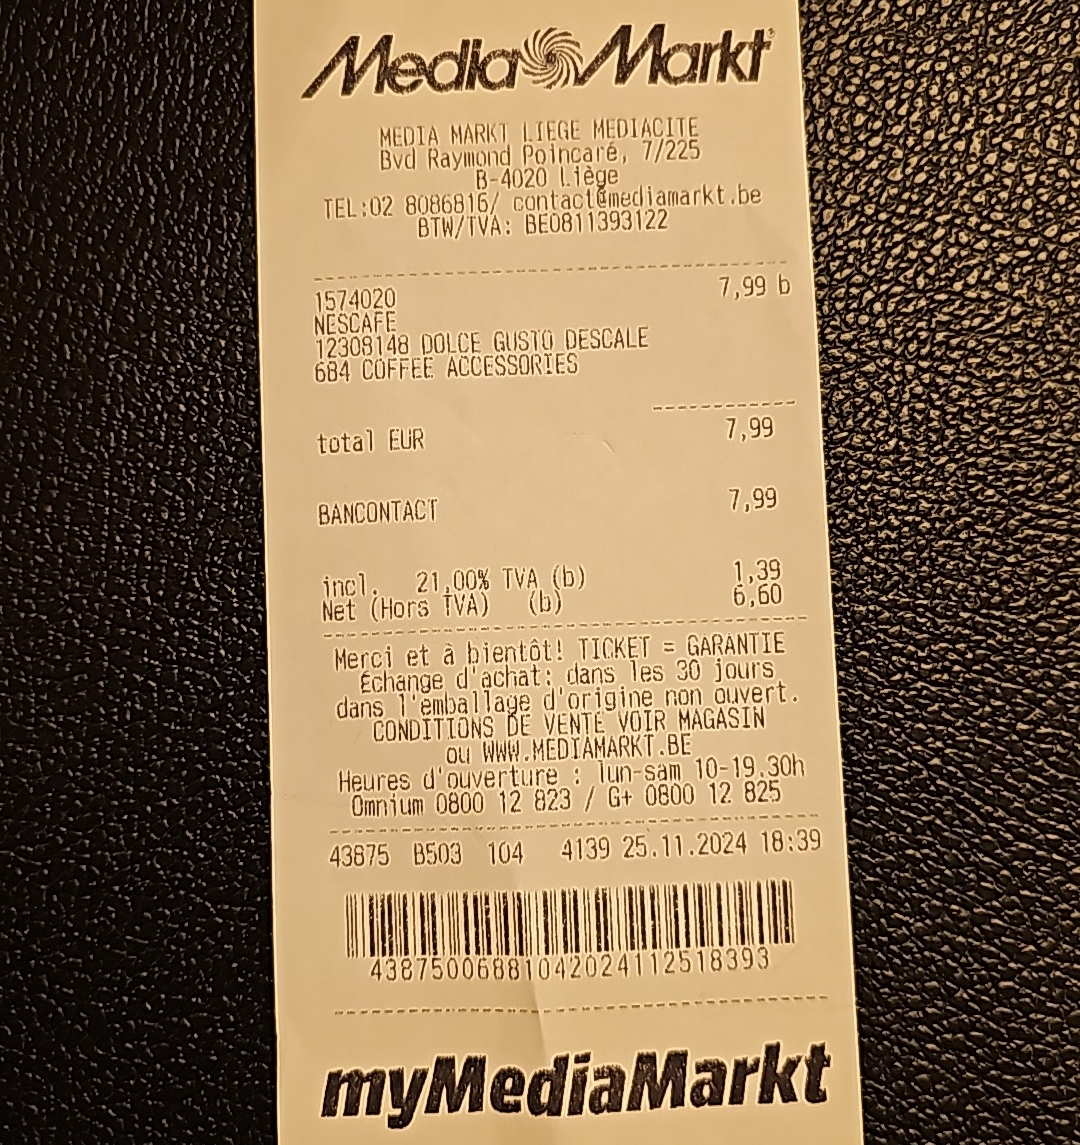 Media Markt
MEDIA MARKT LIEGE MEDIACITE
Bvd Raymond Poincaré, 7/225
B-4020 Liège
TEL:02 8086816/ contact@mediamarkt.be
BTW/TVA: BE0811393122
1574020 7,99 b
NESCAFE
12308148 DOLCE GUSTO DESCALE
684 COFFEE ACCESSORIES
total EUR 7,99
BANCONTACT 7,99
incl. 21,00% TVA (b) 1,39
Net (Hors TVA) (b) 6,60
Merci et à bientôt! TICKET = GARANTIE
Échange d'achat: dans les 30 jours
dans l'emballage d'origine non ouvert.
CONDITIONS DE VENTE VOIR MAGASIN
ou WWW.MEDIAMARKT.BE
Heures d'ouverture : lun-sam 10-19.30h
Omnium 0800 12 823 / G+ 0800 12 825
43875 B503 104 4139 25.11.2024 18:39
43875006881042024112518393
myMediaMarkt